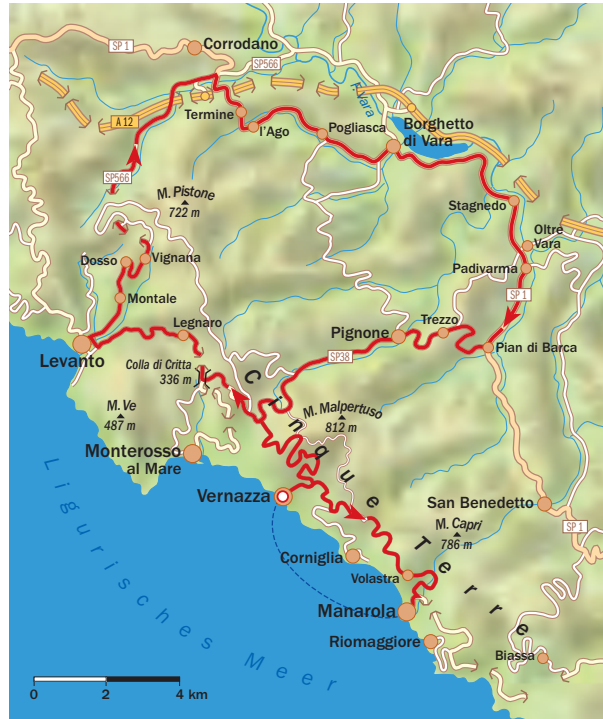 SP 1
Corrodano
SP566
A 12
Termine
l'Ago
Pogliasca
F. Vara
Borghetto
di Vara
SP566
M. Pistone
722 m
Stagnedo
Oltre
Vara
Padivarma
Dosso
Vignana
SP 1
Montale
Legnaro
Pignone
Trezzo
Pian di Barca
Levanto
SP38
Colla di Critta
336 m
Cinque Terre
M. Ve
487 m
M. Malpertuso
812 m
Monterosso
al Mare
Vernazza
San Benedetto
SP 1
M. Capri
786 m
Corniglia
Volastra
Manarola
Riomaggiore
Biassa
Ligurisches Meer
0 2 4 km